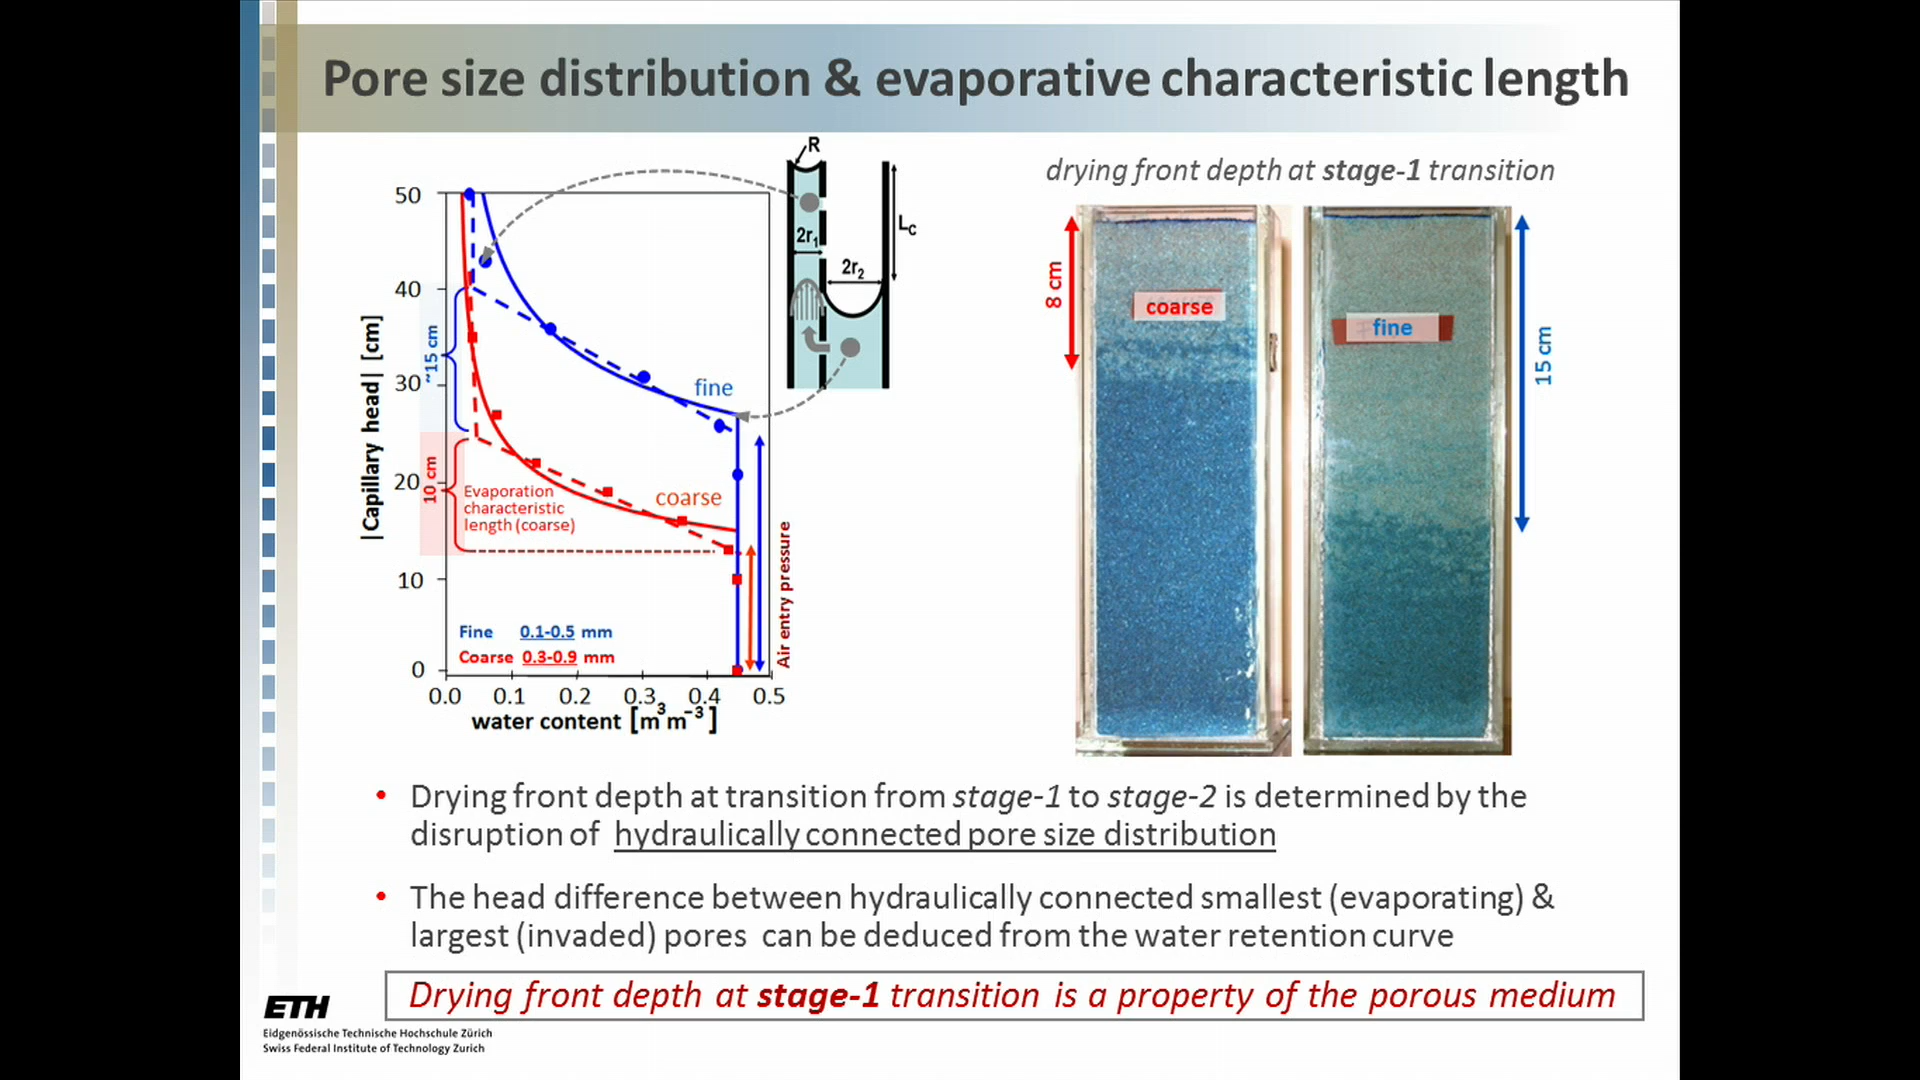 Pore size distribution & evaporative characteristic length
R
2r1
2r2
LC
50
40
30
20
10
0
|Capillary head| [cm]
~15 cm
10 cm
fine
coarse
Evaporation
characteristic
length (coarse)
Fine 0.1-0.5 mm
Coarse 0.3-0.9 mm
Air entry pressure
0.0 0.1 0.2 0.3 0.4 0.5
water content [m3m-3]
drying front depth at stage-1 transition
8 cm
coarse
fine
15 cm
• Drying front depth at transition from stage-1 to stage-2 is determined by the
disruption of hydraulically connected pore size distribution
• The head difference between hydraulically connected smallest (evaporating) &
largest (invaded) pores can be deduced from the water retention curve
Drying front depth at stage-1 transition is a property of the porous medium
ETH
Eidgenössische Technische Hochschule Zürich
Swiss Federal Institute of Technology Zurich